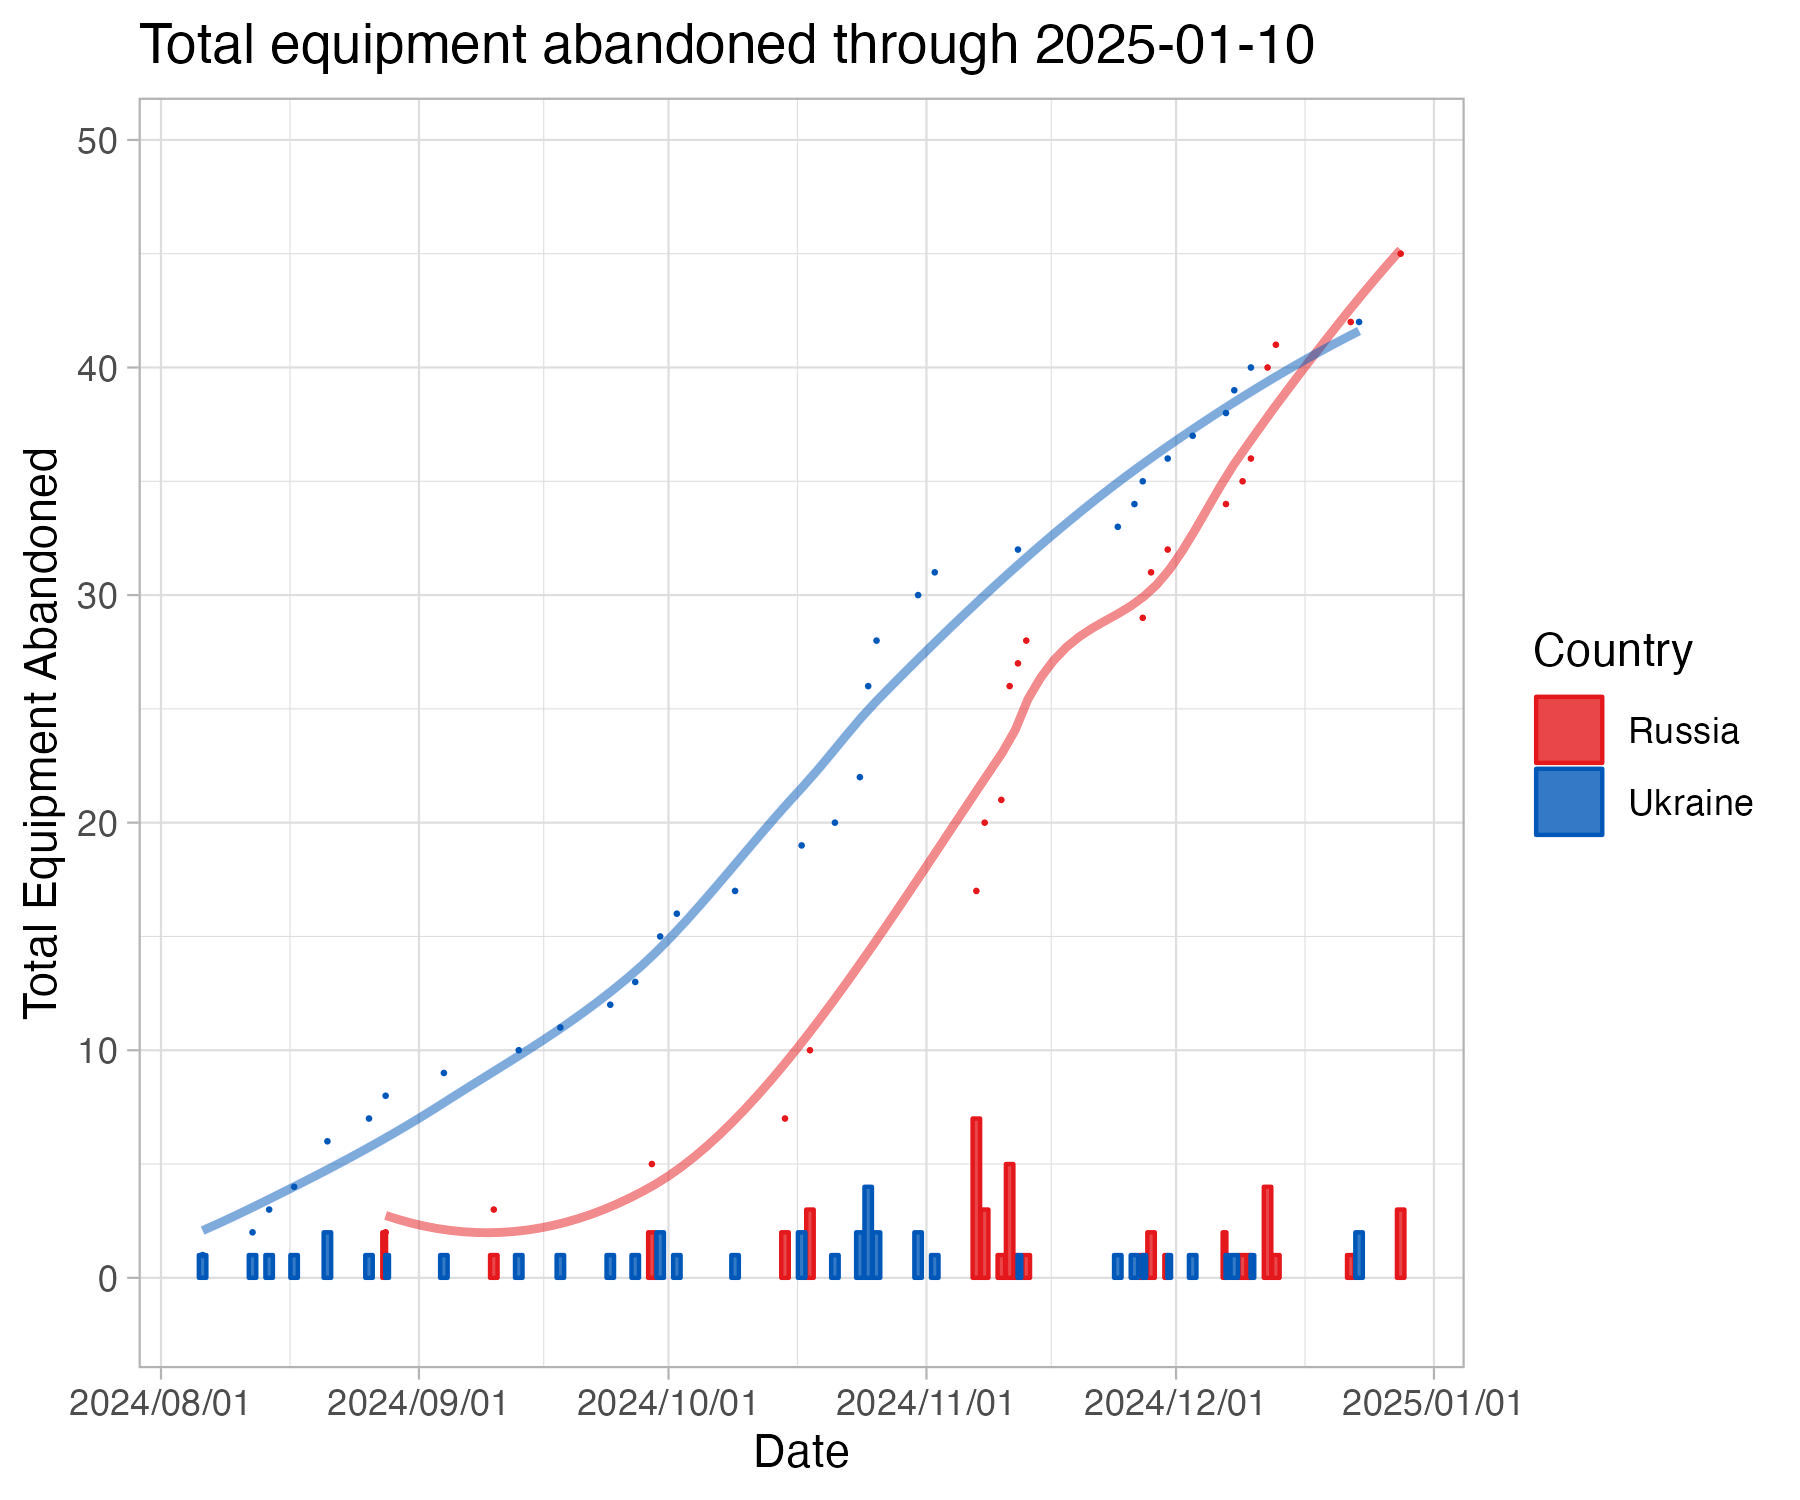 Total equipment abandoned through 2025-01-10
Total Equipment Abandoned
50
40
30
20
10
0
2024/08/01 2024/09/01 2024/10/01 2024/11/01 2024/12/01 2025/01/01
Date
Country
Russia
Ukraine